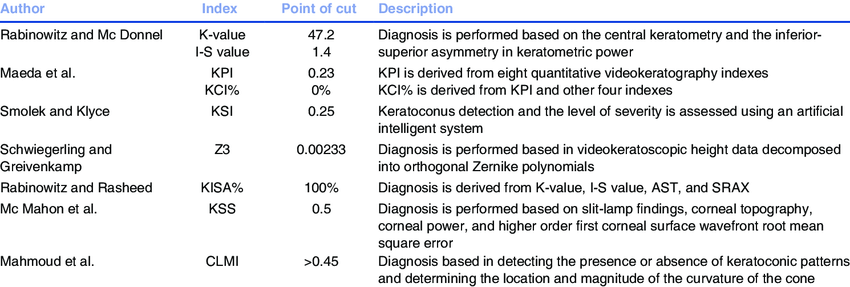 Author Index Point of cut Description
Rabinowitz and Mc Donnel K-value 47.2 Diagnosis is performed based on the central keratometry and the inferior-
I-S value 1.4 superior asymmetry in keratometric power
Maeda et al. KPI 0.23 KPI is derived from eight quantitative videokeratography indexes
KCI% 0% KCI% is derived from KPI and other four indexes
Smolek and Klyce KSI 0.25 Keratoconus detection and the level of severity is assessed using an artificial
intelligent system
Schwiegerling and Z3 0.00233 Diagnosis is performed based in videokeratoscopic height data decomposed
Greivenkamp into orthogonal Zernike polynomials
Rabinowitz and Rasheed KISA% 100% Diagnosis is derived from K-value, I-S value, AST, and SRAX
Mc Mahon et al. KSS 0.5 Diagnosis is performed based on slit-lamp findings, corneal topography,
corneal power, and higher order first corneal surface wavefront root mean
square error
Mahmoud et al. CLMI >0.45 Diagnosis based in detecting the presence or absence of keratoconic patterns
and determining the location and magnitude of the curvature of the cone